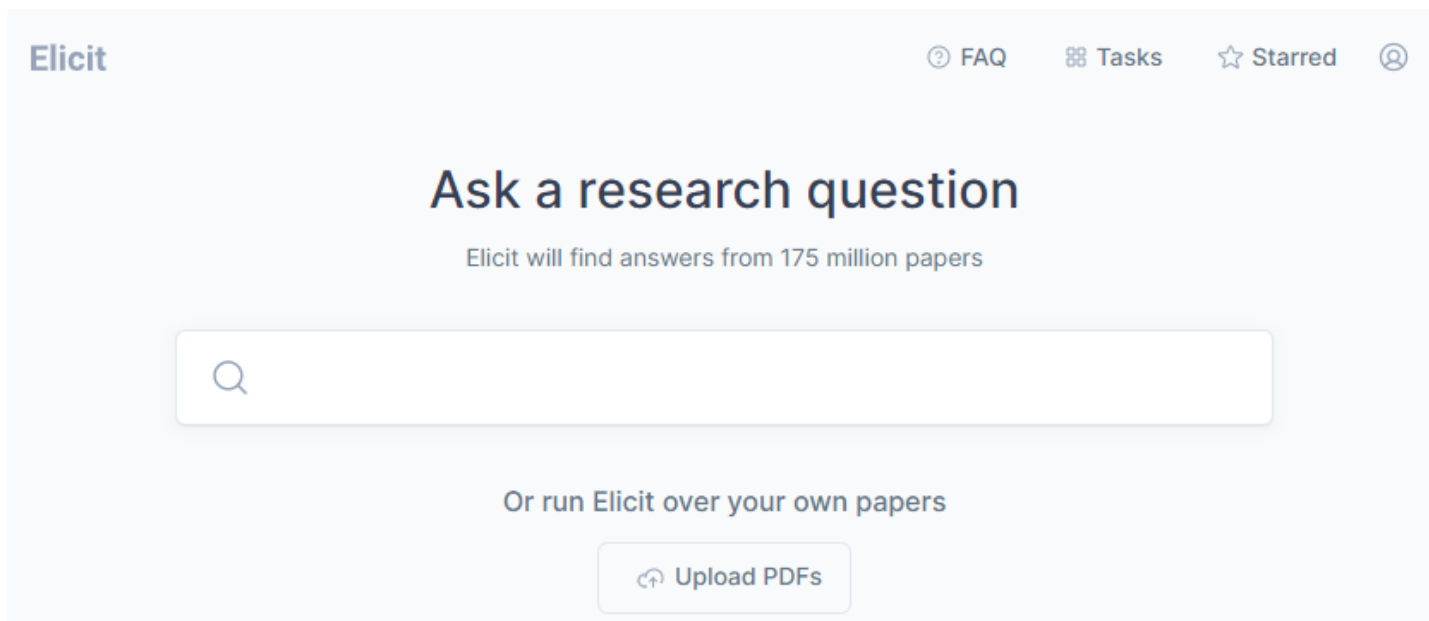 Elicit
FAQ
Tasks
Starred
Ask a research question
Elicit will find answers from 175 million papers
Or run Elicit over your own papers
Upload PDFs